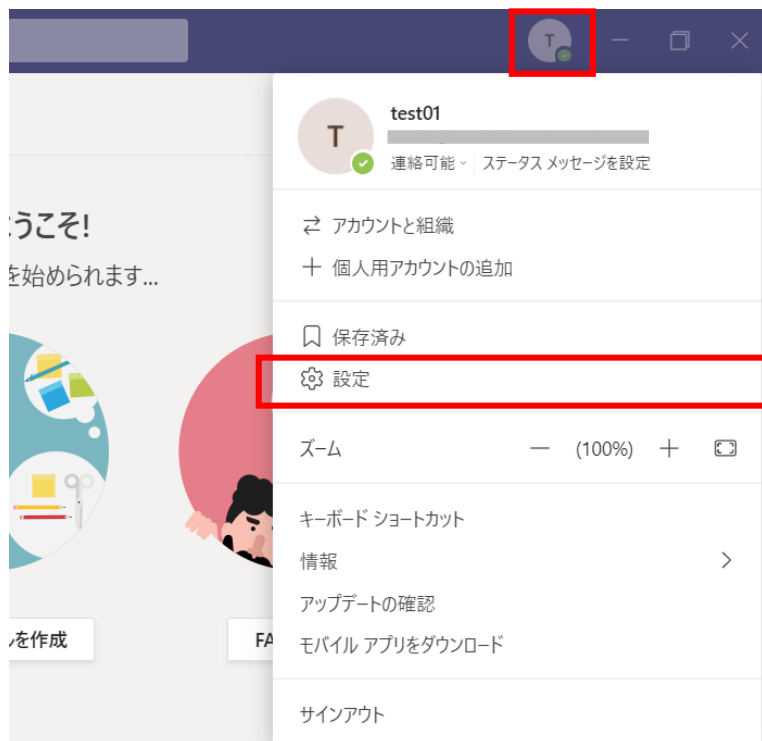 T
T
test01
連絡可能
ステータス メッセージを設定
ようこそ!
を始められます...
アカウントと組織
個人用アカウントの追加
保存済み
設定
ズーム
(100%)
キーボード ショートカット
情報
アップデートの確認
モバイル アプリをダウンロード
サインアウト
を作成
FA